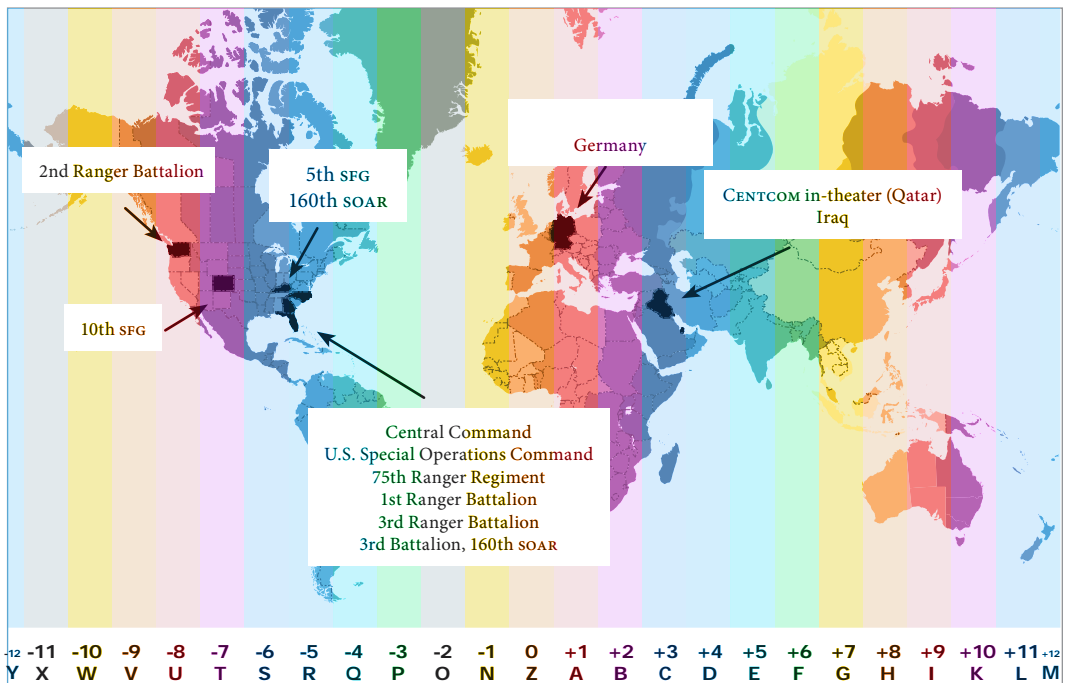 Germany
2nd Ranger Battalion
5th SFG
160th SOAR
CENTCOM in-theater (Qatar)
Iraq
10th SFG
Central Command
U.S. Special Operations Command
75th Ranger Regiment
1st Ranger Battalion
3rd Ranger Battalion
3rd Battalion, 160th SOAR
-12 -11 -10 -9 -8 -7 -6 -5 -4 -3 -2 -1 0 +1 +2 +3 +4 +5 +6 +7 +8 +9 +10 +11 +12
Y X W V U T S R Q P O N Z A B C D E F G H I K L M